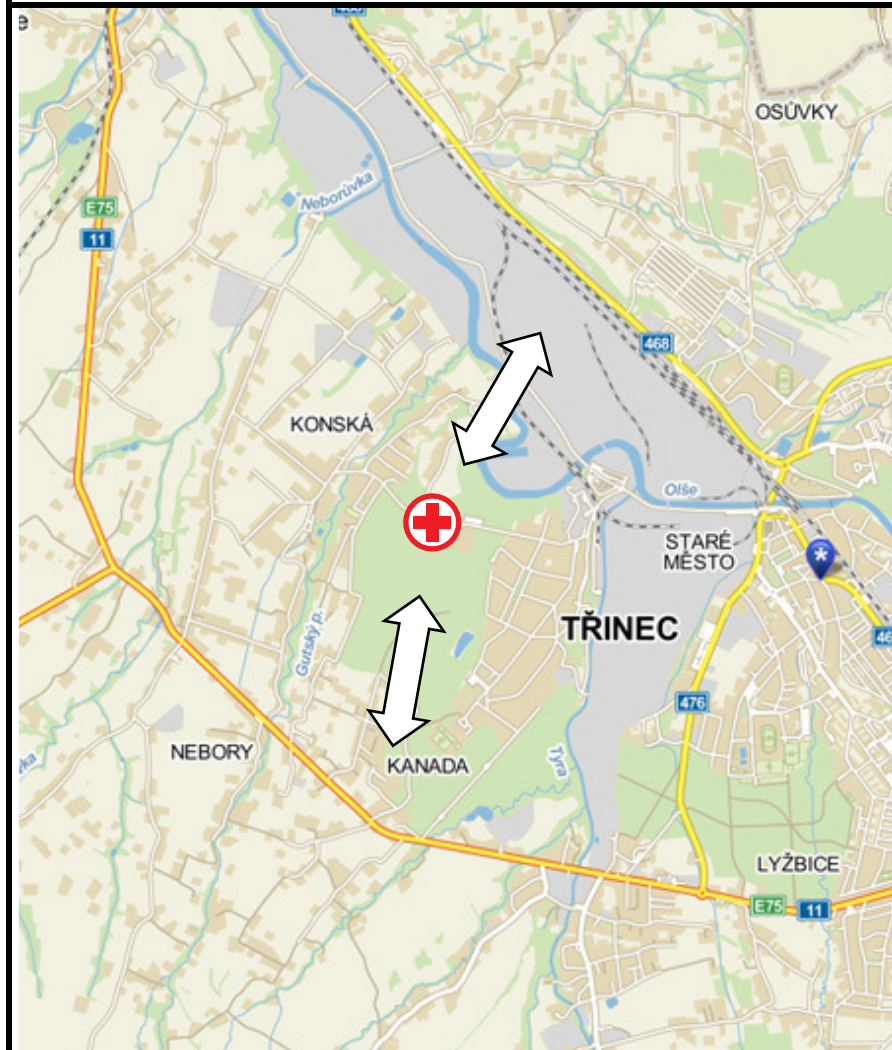 e
OSŮVKY
Neborůvka
E75
11
468
KONSKÁ
Olše
STARÉ
MĚSTO
*
TŘINEC
Gutský p.
476
NEBORY
KANADA
Tyra
LYŽBICE
E75
11